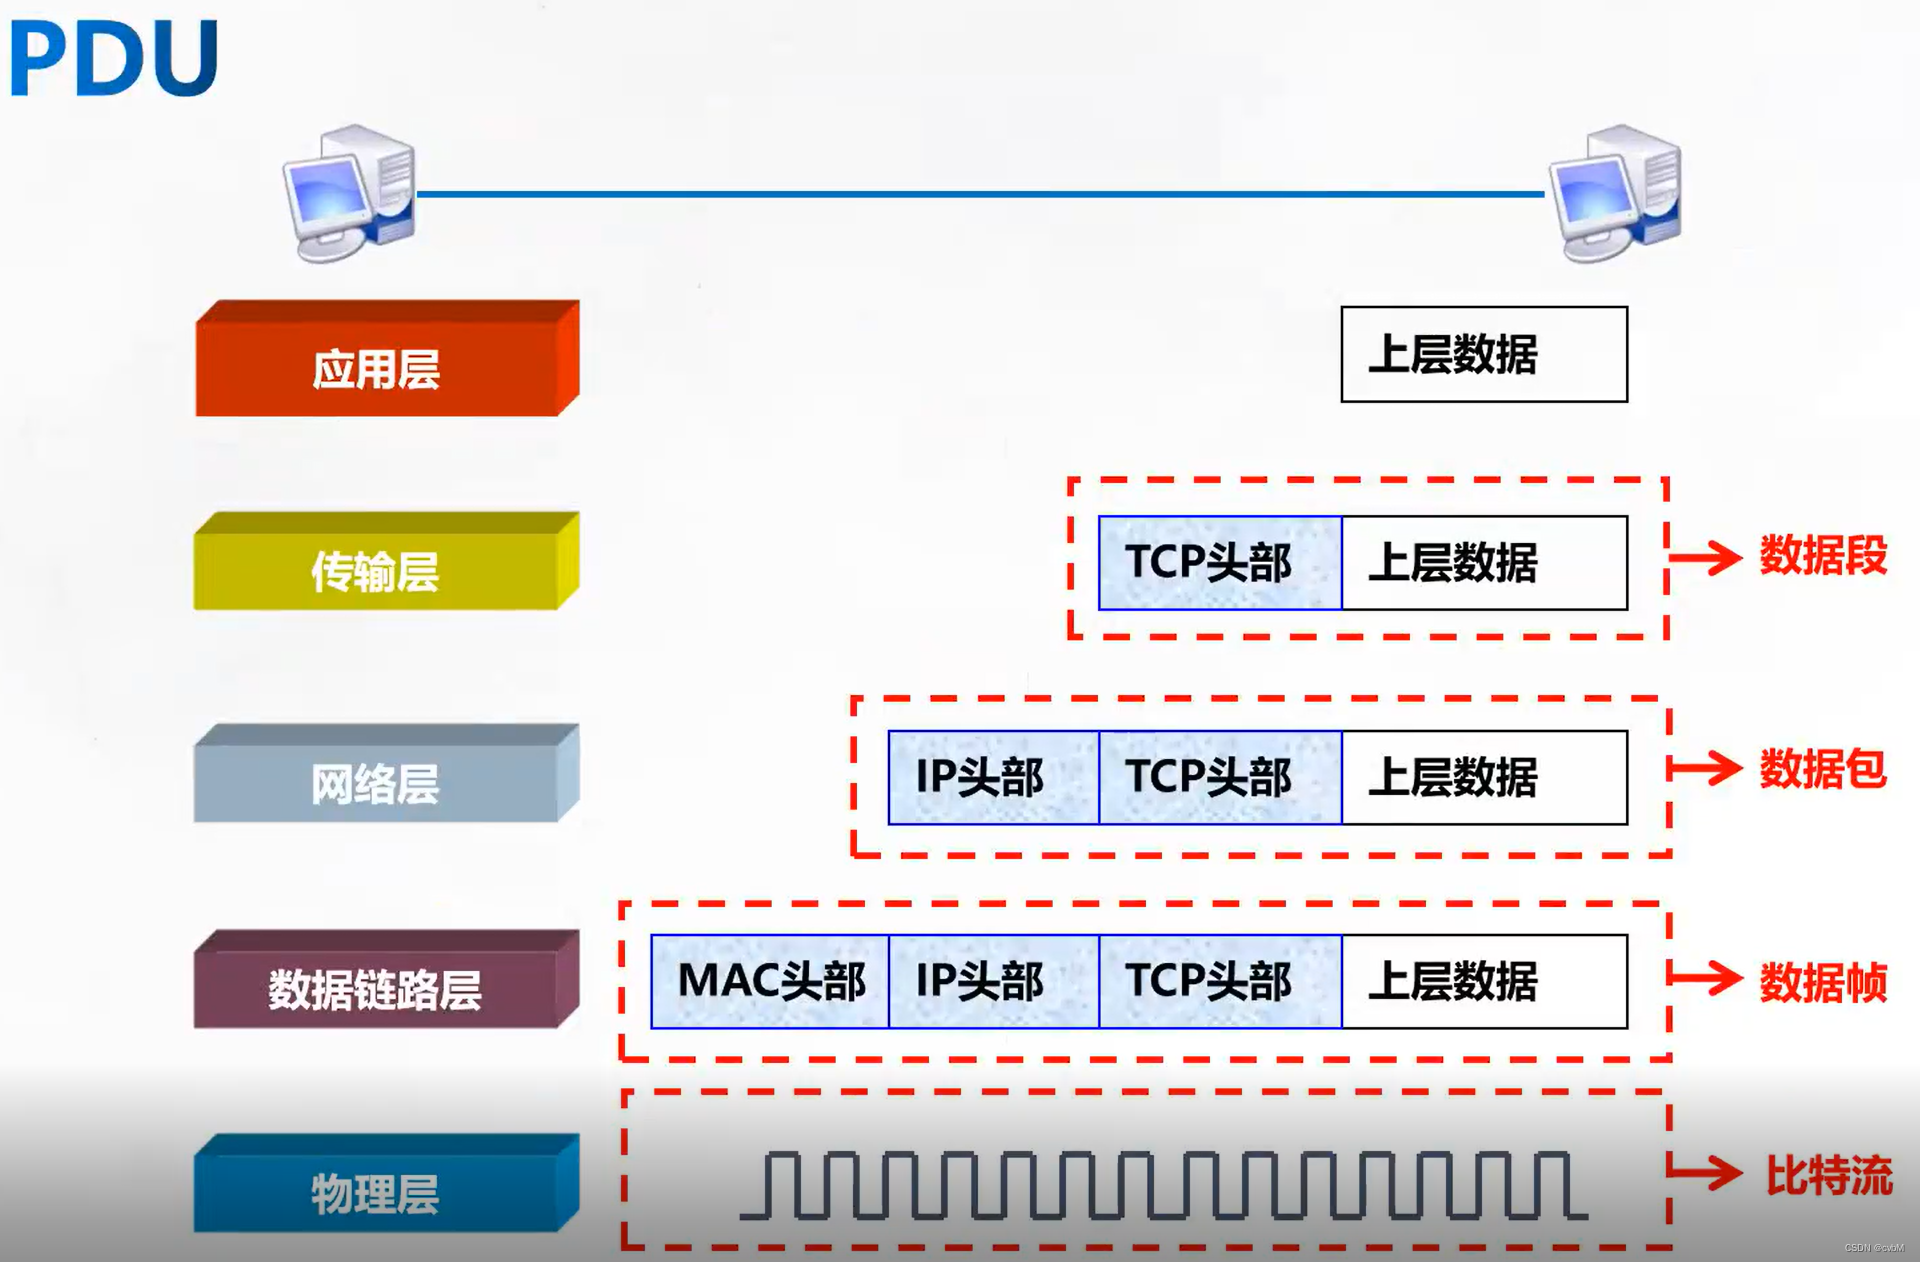 PDU
应用层
上层数据
传输层
TCP头部
上层数据
数据段
网络层
IP头部
TCP头部
上层数据
数据包
数据链路层
MAC头部
IP头部
TCP头部
上层数据
数据帧
物理层
比特流
CSDN @cvbM